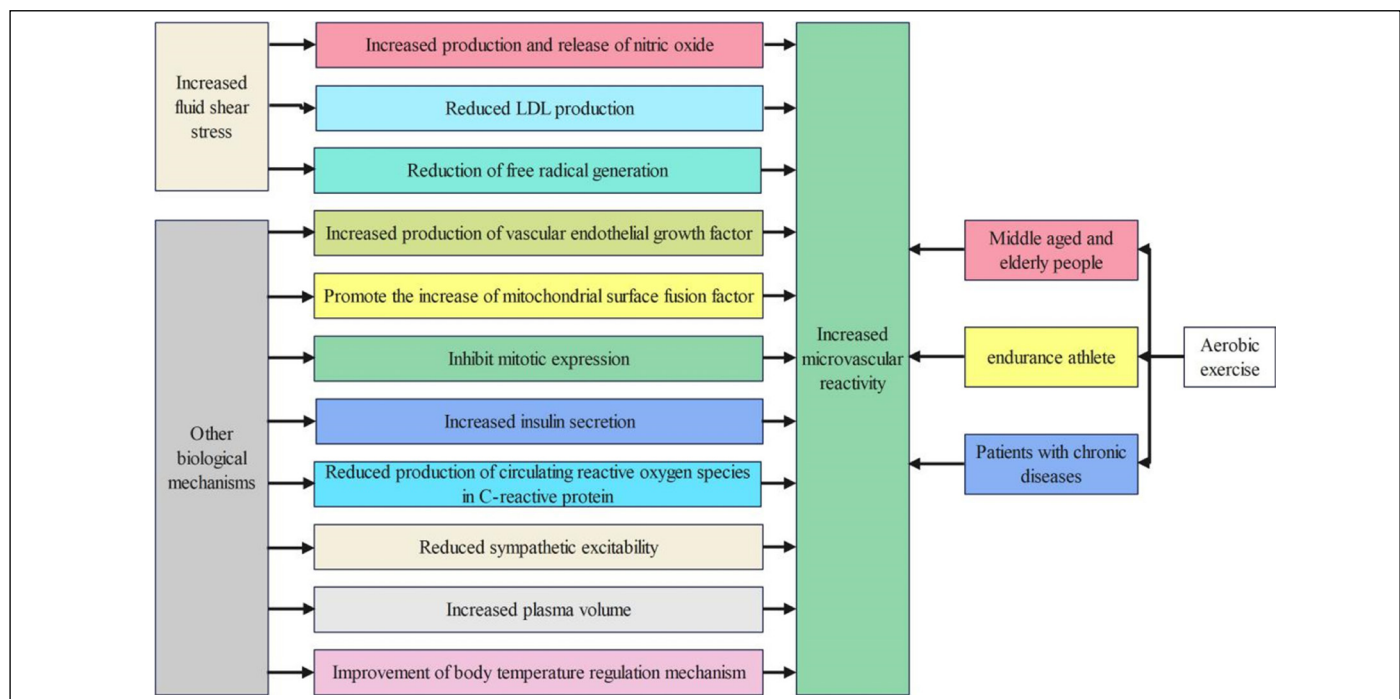 Increased
fluid shear
stress
Increased production and release of nitric oxide
Reduced LDL production
Reduction of free radical generation
Other
biological
mechanisms
Increased production of vascular endothelial growth factor
Promote the increase of mitochondrial surface fusion factor
Inhibit mitotic expression
Increased insulin secretion
Reduced production of circulating reactive oxygen species
in C-reactive protein
Reduced sympathetic excitability
Increased plasma volume
Improvement of body temperature regulation mechanism
Increased
microvascular
reactivity
Middle aged and
elderly people
endurance athlete
Patients with chronic
diseases
Aerobic
exercise